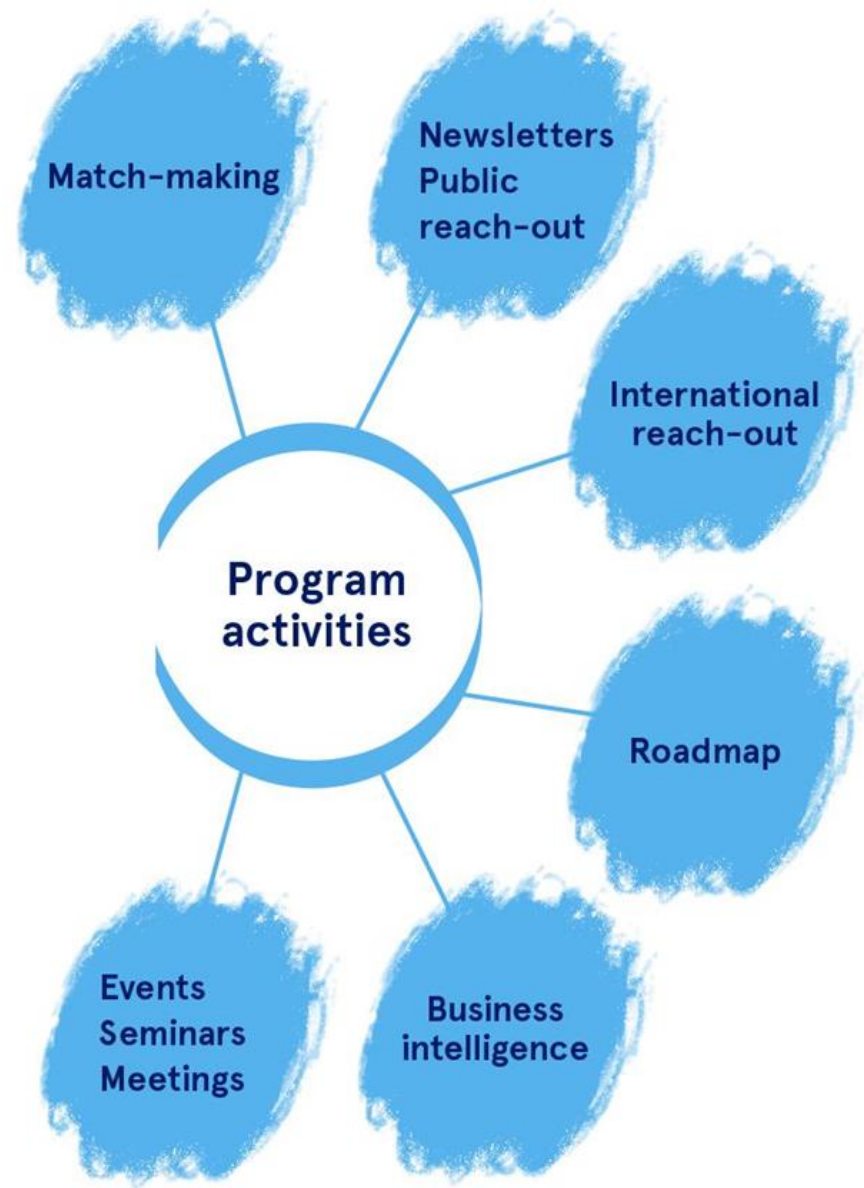 Match-making
Newsletters
Public
reach-out
International
reach-out
Program
activities
Roadmap
Events
Seminars
Meetings
Business
intelligence